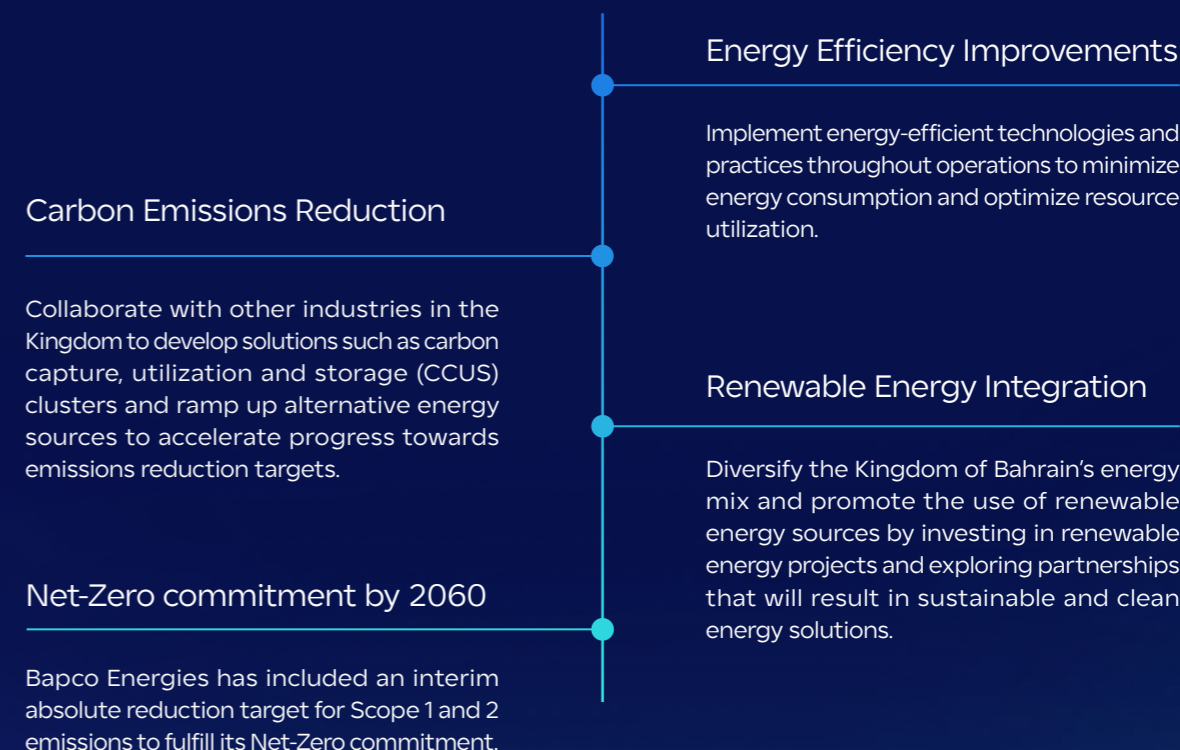 Energy Efficiency Improvements
Implement energy-efficient technologies and
practices throughout operations to minimize
energy consumption and optimize resource
utilization.
Carbon Emissions Reduction
Collaborate with other industries in the
Kingdom to develop solutions such as carbon
capture, utilization and storage (CCUS)
clusters and ramp up alternative energy
sources to accelerate progress towards
emissions reduction targets.
Renewable Energy Integration
Diversify the Kingdom of Bahrain’s energy
mix and promote the use of renewable
energy sources by investing in renewable
energy projects and exploring partnerships
that will result in sustainable and clean
energy solutions.
Net-Zero commitment by 2060
Bapco Energies has included an interim
absolute reduction target for Scope 1 and 2
emissions to fulfill its Net-Zero commitment.